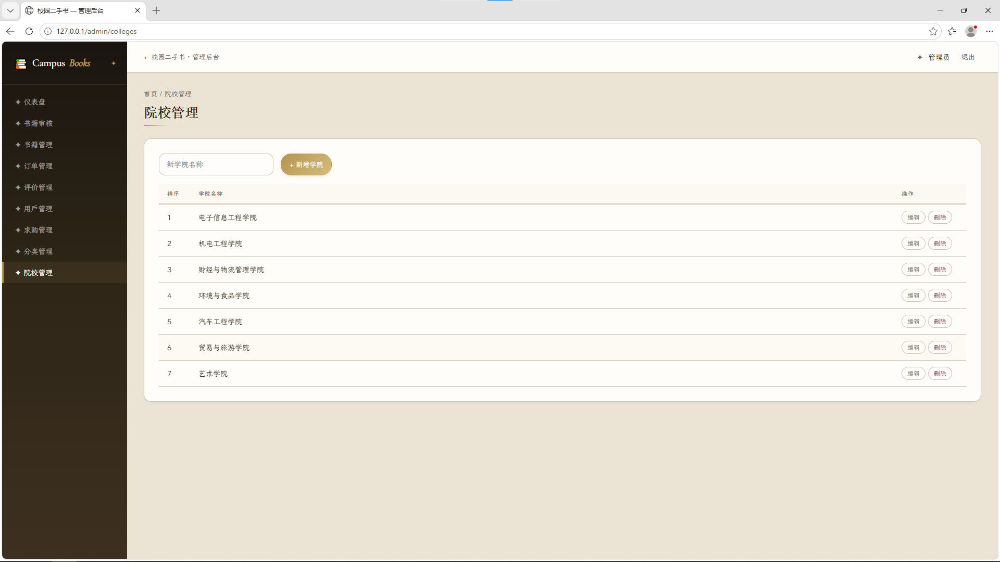 校园二手书 — 管理后台
127.0.0.1/admin/colleges
Campus Books
校园二手书·管理后台
管理员 退出
仪表盘
书籍审核
书籍管理
订单管理
评价管理
用户管理
求购管理
分类管理
院校管理
首页 / 院校管理
院校管理
新学院名称
+ 新增学院
排序 学院名称 操作
1 电子信息工程学院 编辑 删除
2 机电工程学院 编辑 删除
3 财经与物流管理学院 编辑 删除
4 环境与食品学院 编辑 删除
5 汽车工程学院 编辑 删除
6 贸易与旅游学院 编辑 删除
7 艺术学院 编辑 删除